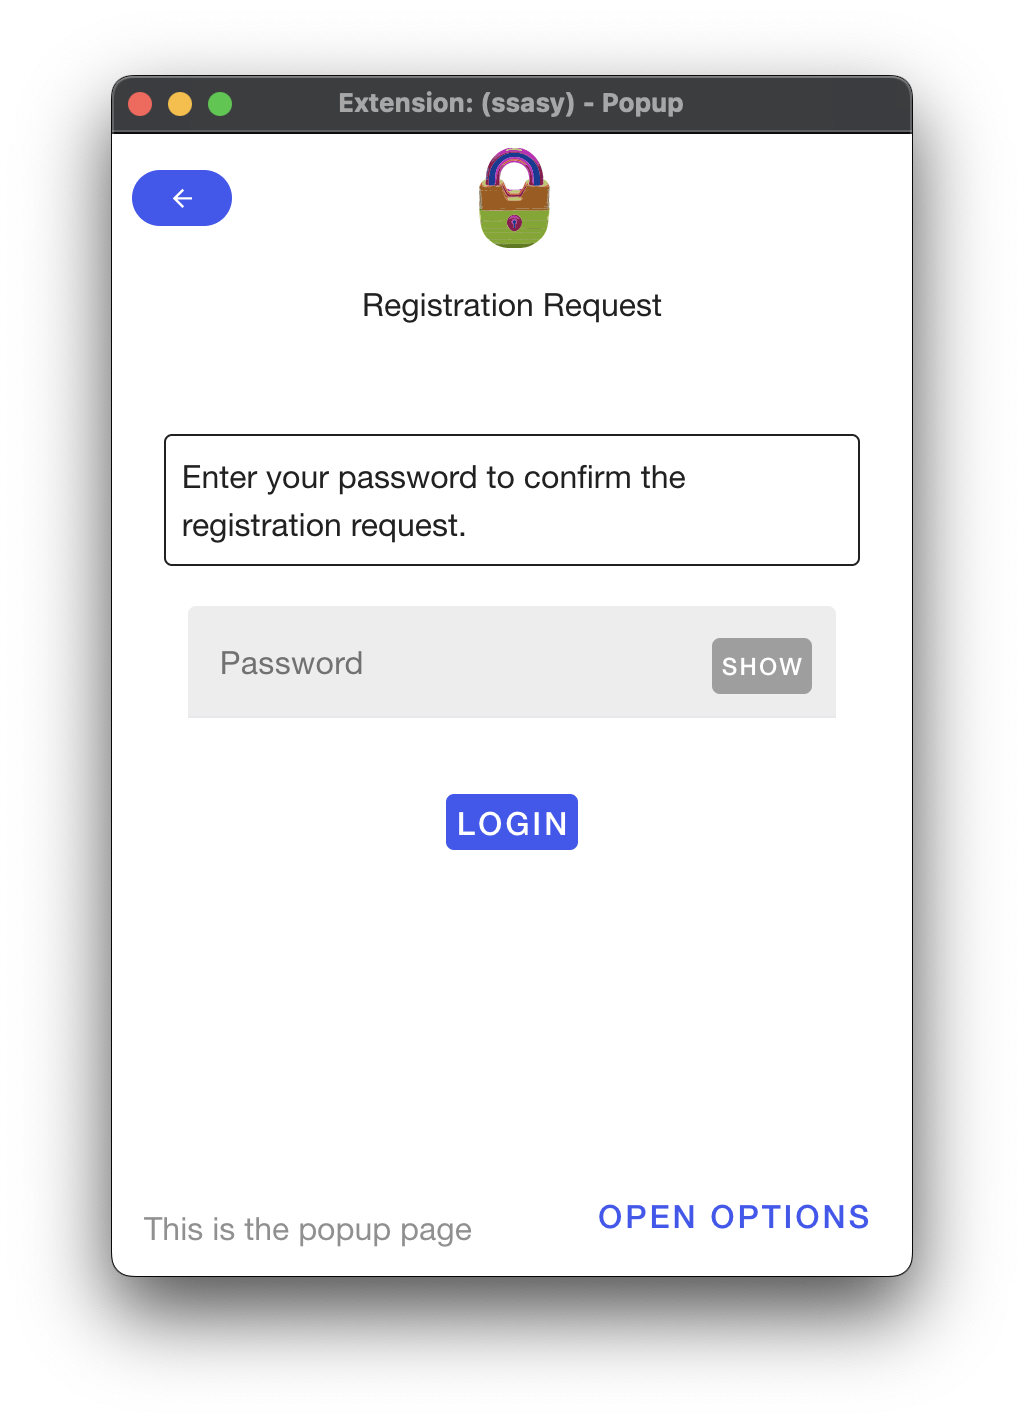 Extension: (ssasy) - Popup
Registration Request
Enter your password to confirm the
registration request.
Password
SHOW
LOGIN
This is the popup page
OPEN OPTIONS